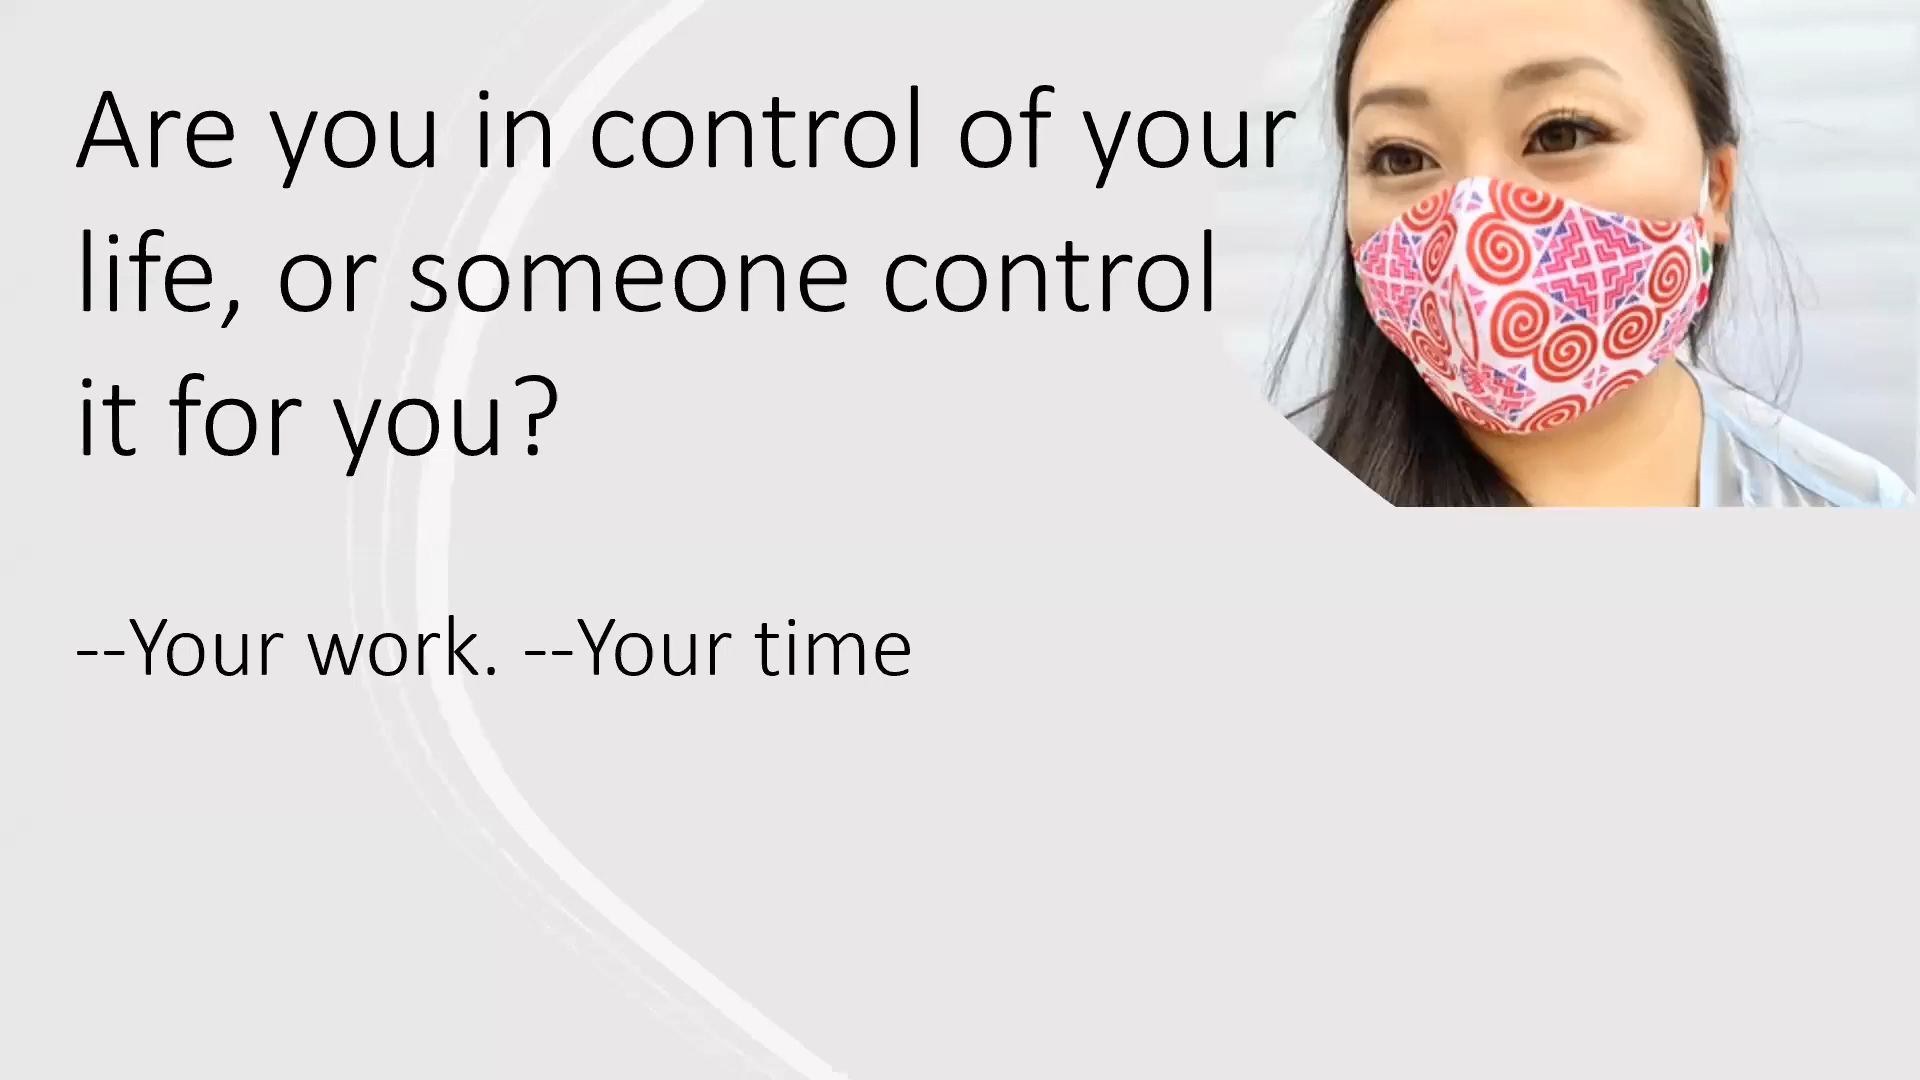 Are you in control of your
life, or someone control
it for you?
--Your work. --Your time